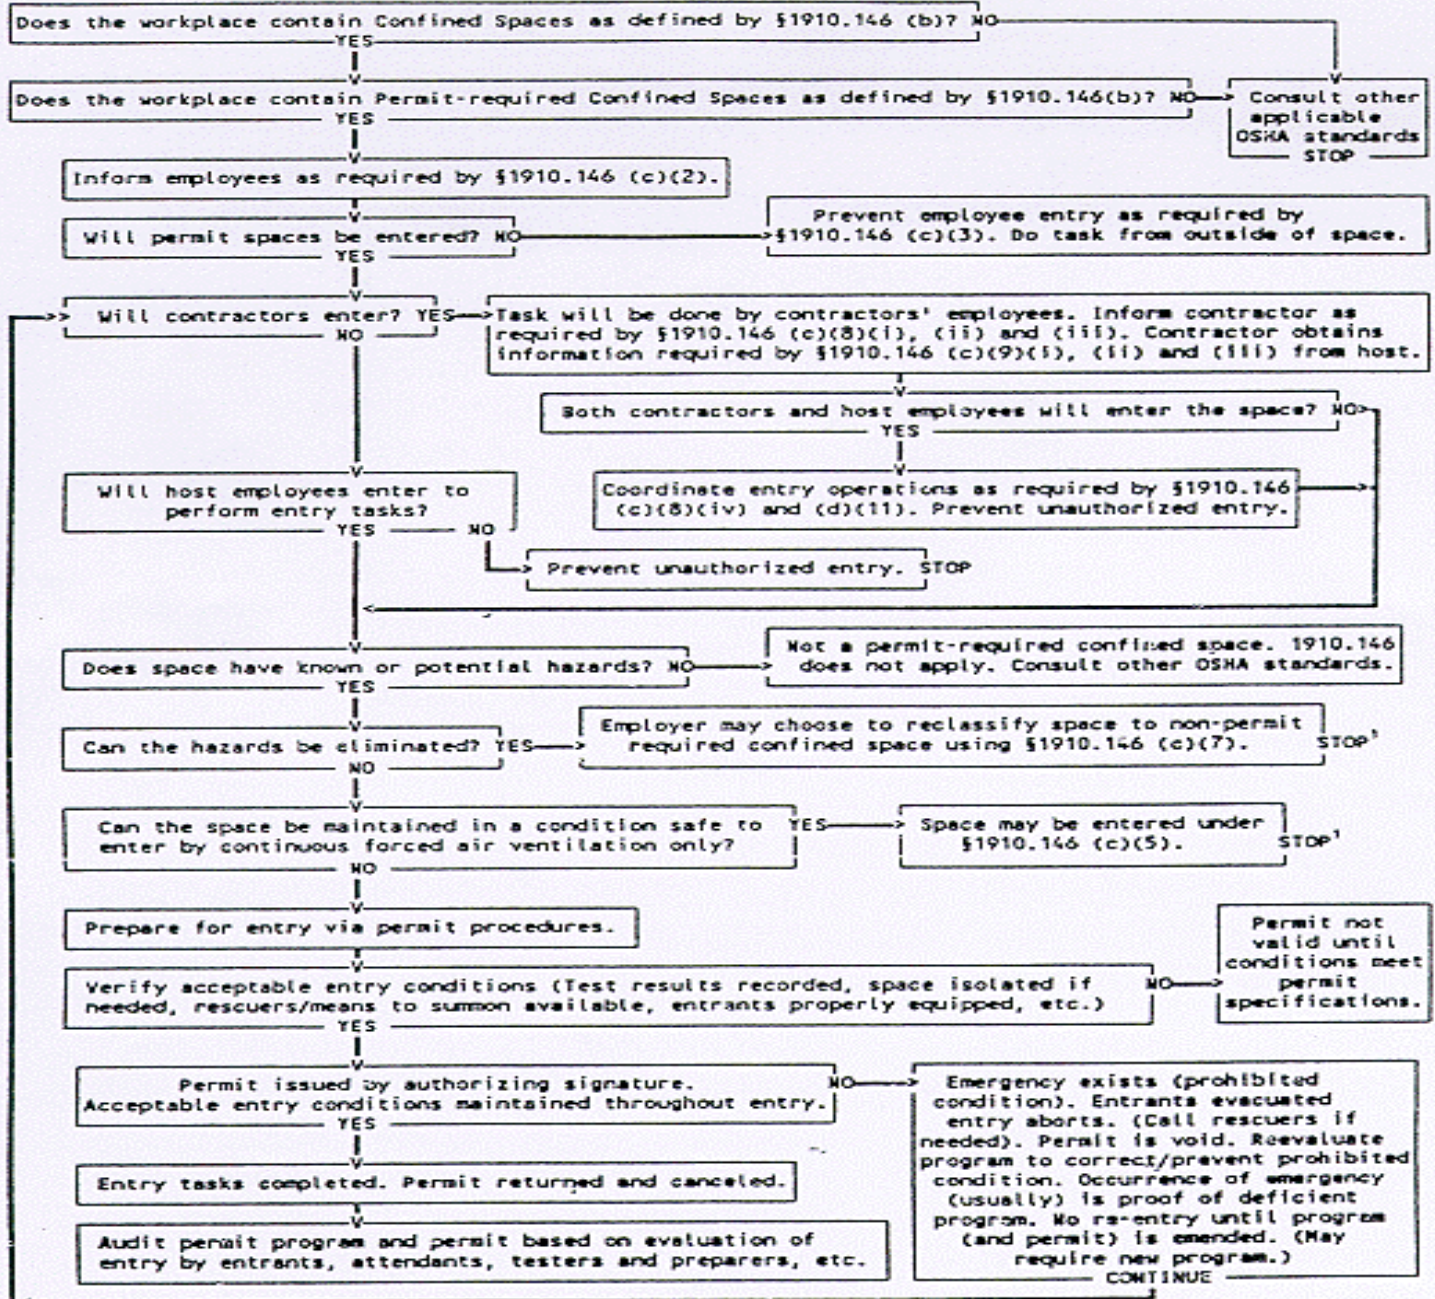 Does the workplace contain Confined Spaces as defined by §1910.146 (b)? NO
YES
Does the workplace contain Permit-required Confined Spaces as defined by §1910.146(b)? NO
YES
Consult other
applicable
OSHA standards
STOP
Inform employees as required by §1910.146 (c)(2).
Will permit spaces be entered? NO
YES
Prevent employee entry as required by
§1910.146 (c)(3). Do task from outside of space.
Will contractors enter? YES
NO
Task will be done by contractors' employees. Inform contractor as
required by §1910.146 (c)(8)(i), (ii) and (iii). Contractor obtains
information required by §1910.146 (c)(9)(i), (ii) and (iii) from host.
Both contractors and host employees will enter the space? NO
YES
Will host employees enter to
perform entry tasks?
YES NO
Coordinate entry operations as required by §1910.146
(c)(8)(iv) and (d)(11). Prevent unauthorized entry.
Prevent unauthorized entry. STOP
Does space have known or potential hazards? NO
YES
Not a permit-required confined space. 1910.146
does not apply. Consult other OSHA standards.
Can the hazards be eliminated? YES
NO
Employer may choose to reclassify space to non-permit
required confined space using §1910.146 (c)(7). STOP¹
Can the space be maintained in a condition safe to YES
enter by continuous forced air ventilation only?
NO
Space may be entered under
§1910.146 (c)(5). STOP¹
Prepare for entry via permit procedures.
Verify acceptable entry conditions (Test results recorded, space isolated if NO
needed, rescuers/means to summon available, entrants properly equipped, etc.)
YES
Permit not
valid until
conditions meet
permit
specifications.
Permit issued by authorizing signature. NO
Acceptable entry conditions maintained throughout entry.
YES
Emergency exists (prohibited
condition). Entrants evacuated
entry aborts. (Call rescuers if
needed). Permit is void. Reevaluate
program to correct/prevent prohibited
condition. Occurrence of emergency
(usually) is proof of deficient
program. No re-entry until program
(and permit) is amended. (May
require new program.)
CONTINUE
Entry tasks completed. Permit returned and canceled.
Audit permit program and permit based on evaluation of
entry by entrants, attendants, testers and preparers, etc.